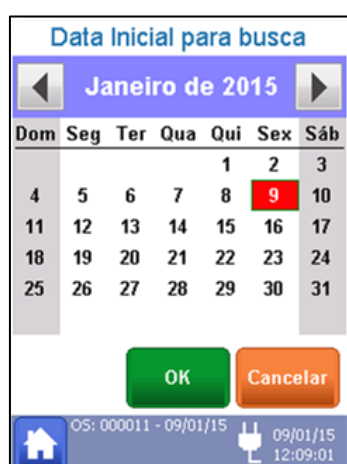 Data Inicial para busca
Janeiro de 2015
Dom Seg Ter Qua Qui Sex Sáb
1 2 3
4 5 6 7 8 9 10
11 12 13 14 15 16 17
18 19 20 21 22 23 24
25 26 27 28 29 30 31
OK Cancelar
OS: 000011 - 09/01/15
09/01/15
12:09:01